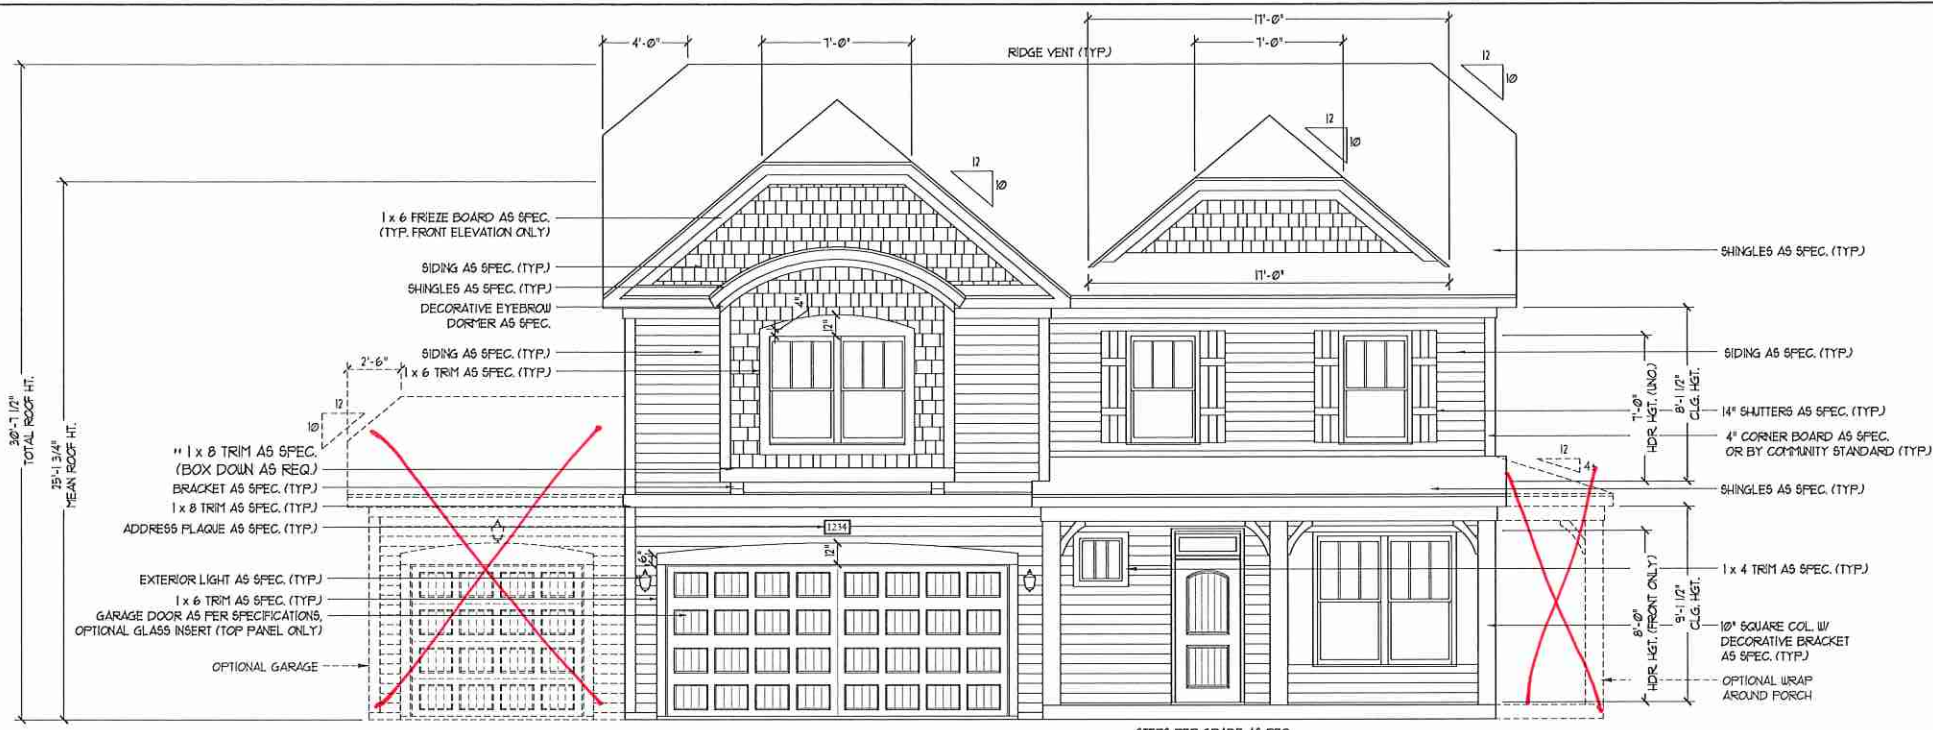 17'-0"
4'-0"
7'-0"
7'-0"
RIDGE VENT (TYP.)
12
10
12
10
12
10
1 x 6 FRIEZE BOARD AS SPEC.
(TYP. FRONT ELEVATION ONLY)
SIDING AS SPEC. (TYP.)
SHINGLES AS SPEC. (TYP.)
DECORATIVE EYEBROW
DORMER AS SPEC.
SIDING AS SPEC. (TYP.)
1 x 6 TRIM AS SPEC. (TYP.)
2'-6"
12
10
30'-7 1/2"
TOTAL ROOF HT.
25'-1 3/4"
MEAN ROOF HT.
" 1 x 8 TRIM AS SPEC.
(BOX DOWN AS REQ.)
BRACKET AS SPEC. (TYP.)
1 x 8 TRIM AS SPEC. (TYP.)
ADDRESS PLAQUE AS SPEC. (TYP.)
EXTERIOR LIGHT AS SPEC. (TYP.)
1 x 6 TRIM AS SPEC. (TYP.)
GARAGE DOOR AS PER SPECIFICATIONS,
OPTIONAL GLASS INSERT (TOP PANEL ONLY)
OPTIONAL GARAGE
4"
12"
1234
6"
12"
17'-0"
SHINGLES AS SPEC. (TYP.)
SIDING AS SPEC. (TYP.)
7'-0"
HDR. HGT. (UNO.)
8'-1 1/2"
CLG. HGT.
14" SHUTTERS AS SPEC. (TYP.)
4" CORNER BOARD AS SPEC.
OR BY COMMUNITY STANDARD (TYP.)
12
4
SHINGLES AS SPEC. (TYP.)
1 x 4 TRIM AS SPEC. (TYP.)
8'-0"
HDR. HGT. (FRONT ONLY)
9'-1 1/2"
CLG. HGT.
10" SQUARE COL. W/
DECORATIVE BRACKET
AS SPEC. (TYP.)
OPTIONAL WRAP
AROUND PORCH